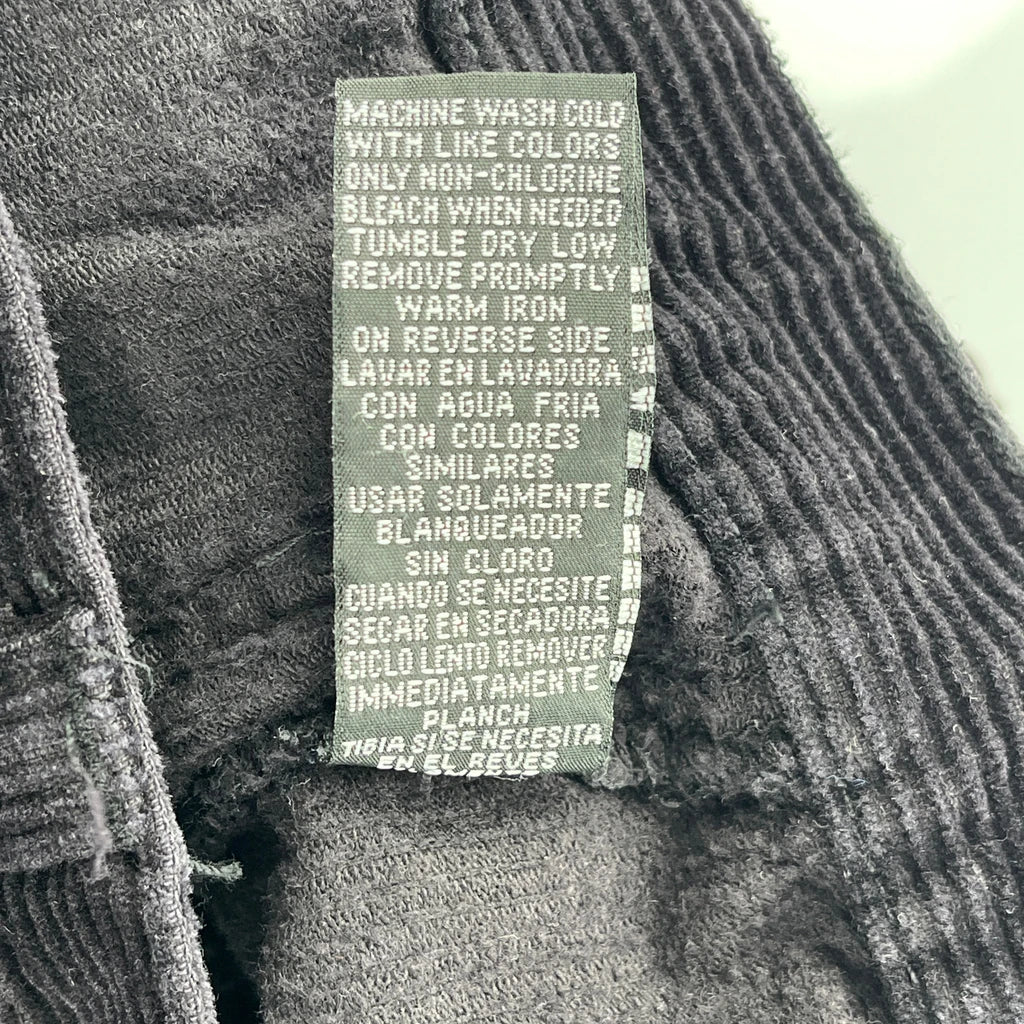 MACHINE WASH COLD
WITH LIKE COLORS
ONLY NON-CHLORINE
BLEACH WHEN NEEDED
TUMBLE DRY LOW
REMOVE PROMPTLY
WARM IRON
ON REVERSE SIDE
LAVAR EN LAVADORA
CON AGUA FRIA
CON COLORES
SIMILARES
USAR SOLAMENTE
BLANQUEADOR
SIN CLORO
CUANDO SE NECESITE
SECAR EN SECADORA
CICLO LENTO REMOVER
IMMEDIATAMENTE
PLANCH
TIBIA SI SE NECESITA
EN EL REVES